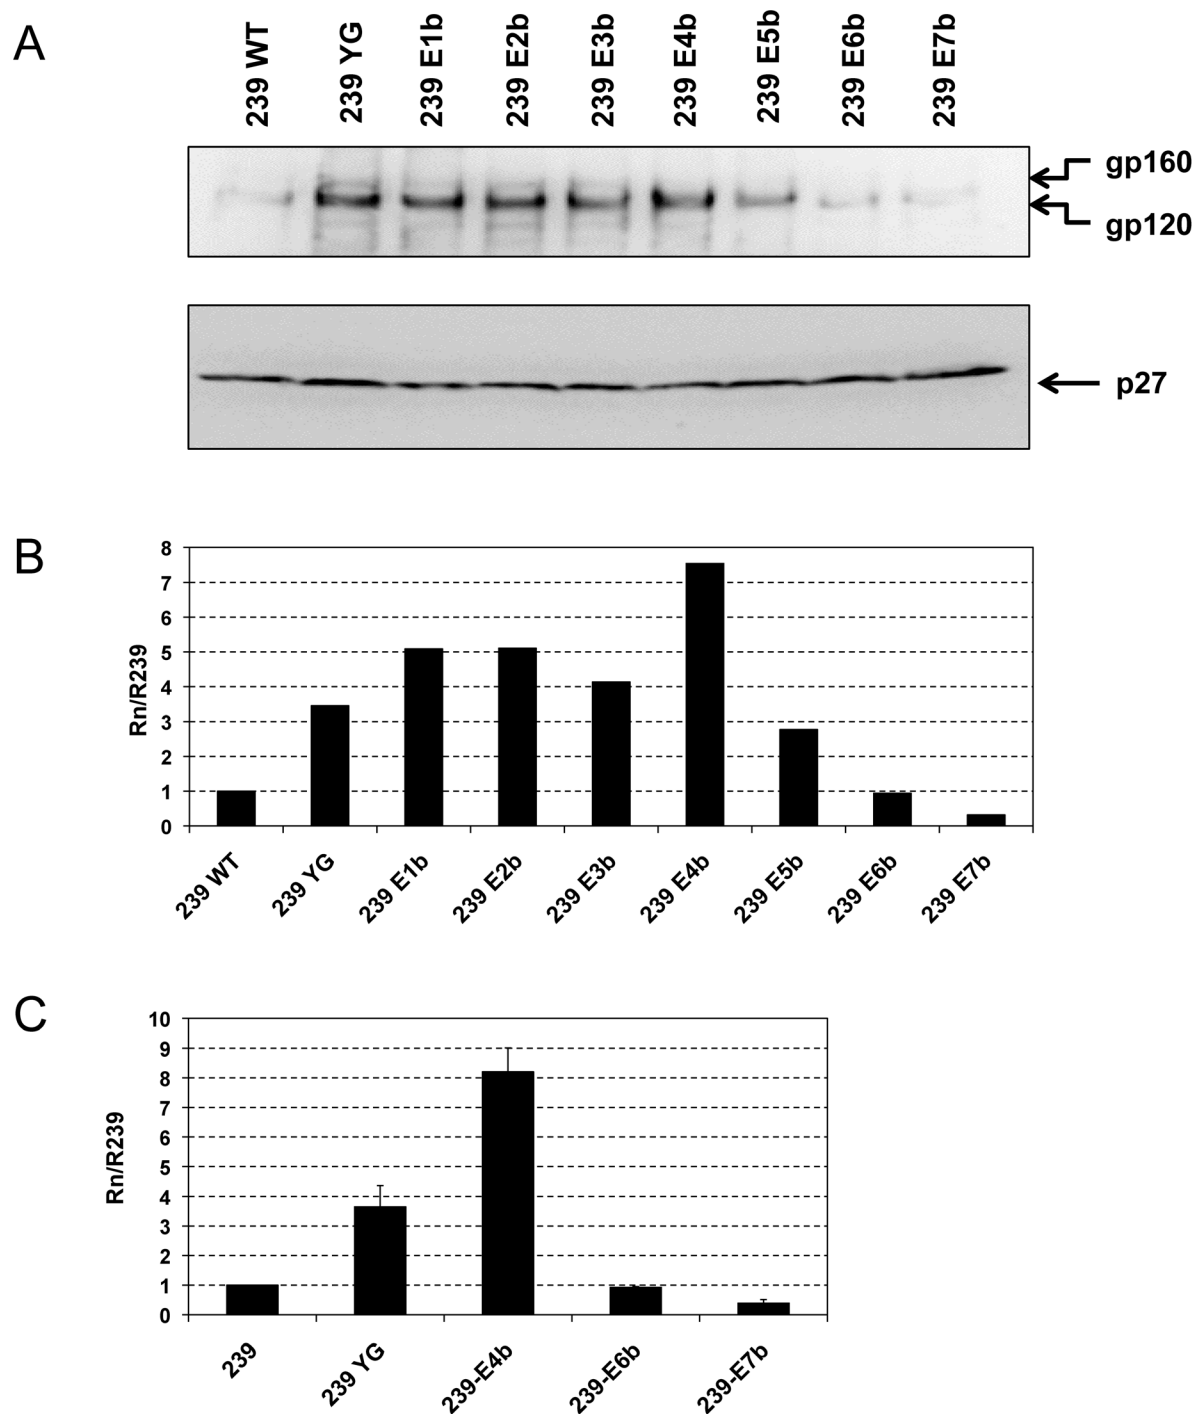 A
239 WT
239 YG
239 E1b
239 E2b
239 E3b
239 E4b
239 E5b
239 E6b
239 E7b
gp160
gp120
p27
B
8
7
6
5
4
3
2
1
0
Rn/R239
239 WT
239 YG
239 E1b
239 E2b
239 E3b
239 E4b
239 E5b
239 E6b
239 E7b
C
10
9
8
7
6
5
4
3
2
1
0
Rn/R239
239
239 YG
239-E4b
239-E6b
239-E7b